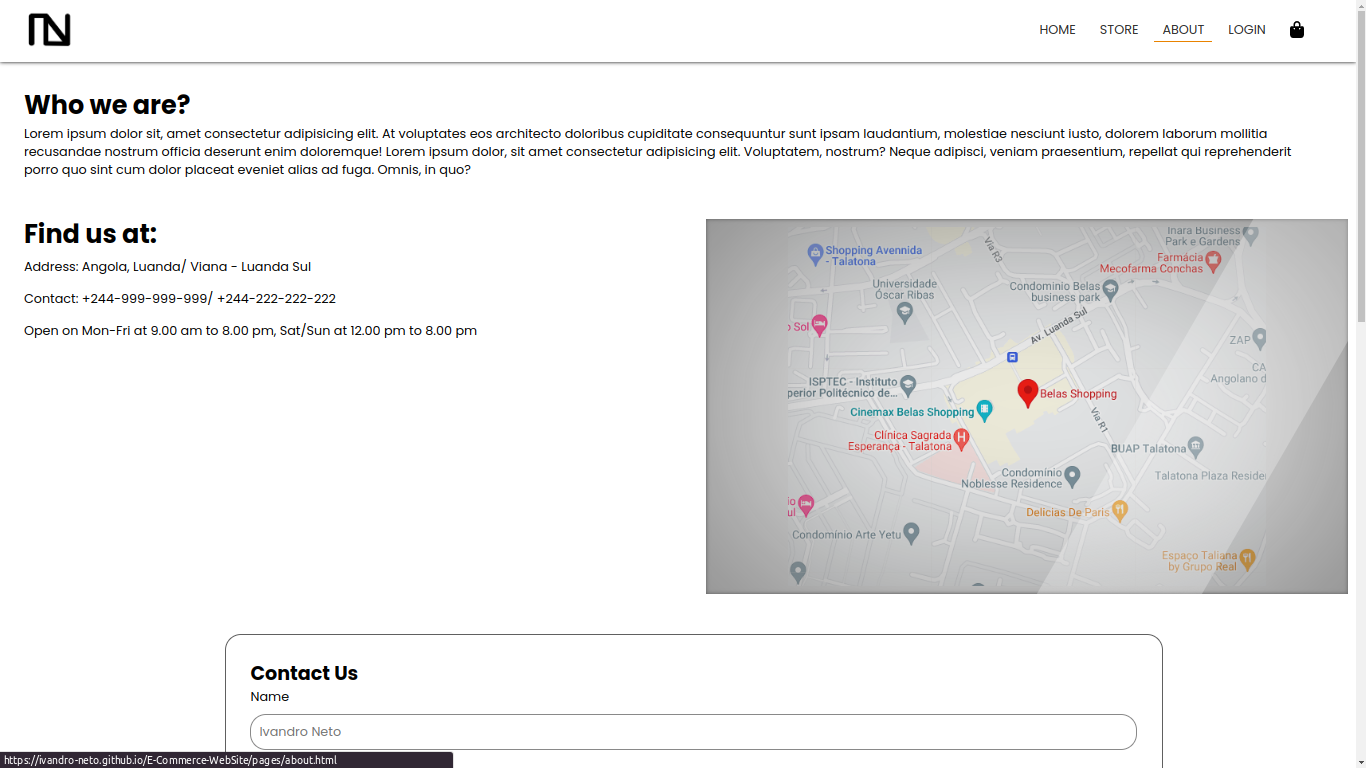 HOME STORE ABOUT LOGIN
Who we are?
Lorem ipsum dolor sit, amet consectetur adipisicing elit. At voluptates eos architecto doloribus cupiditate consequuntur sunt ipsam laudantium, molestiae nesciunt iusto, dolorem laborum mollitia
recusandae nostrum officia deserunt enim doloremque! Lorem ipsum dolor, sit amet consectetur adipisicing elit. Voluptatem, nostrum? Neque adipisci, veniam praesentium, repellat qui reprehenderit
porro quo sint cum dolor placeat eveniet alias ad fuga. Omnis, in quo?
Find us at:
Address: Angola, Luanda/ Viana - Luanda Sul
Contact: +244-999-999-999/ +244-222-222-222
Open on Mon-Fri at 9.00 am to 8.00 pm, Sat/Sun at 12.00 pm to 8.00 pm
Inara Business
Park e Gardens
Via R3
Shopping Avennida
- Talatona
Farmácia
Mecofarma Conchas
Universidade
Óscar Ribas
Condominio Belas
business park
o Sol
Av. Luanda Sul
ZAP
CA
Angolano d
ISPTEC - Instituto
perior Politécnico de...
Belas Shopping
Cinemax Belas Shopping
Via R1
Clínica Sagrada
Esperança - Talatona
BUAP Talatona
Condomínio
Noblesse Residence
Talatona Plaza Reside
io
ul
Delicias De Paris
Condomínio Arte Yetu
Espaço Taliana
by Grupo Real
Contact Us
Name
Ivandro Neto
https://ivandro-neto.github.io/E-Commerce-WebSite/pages/about.html